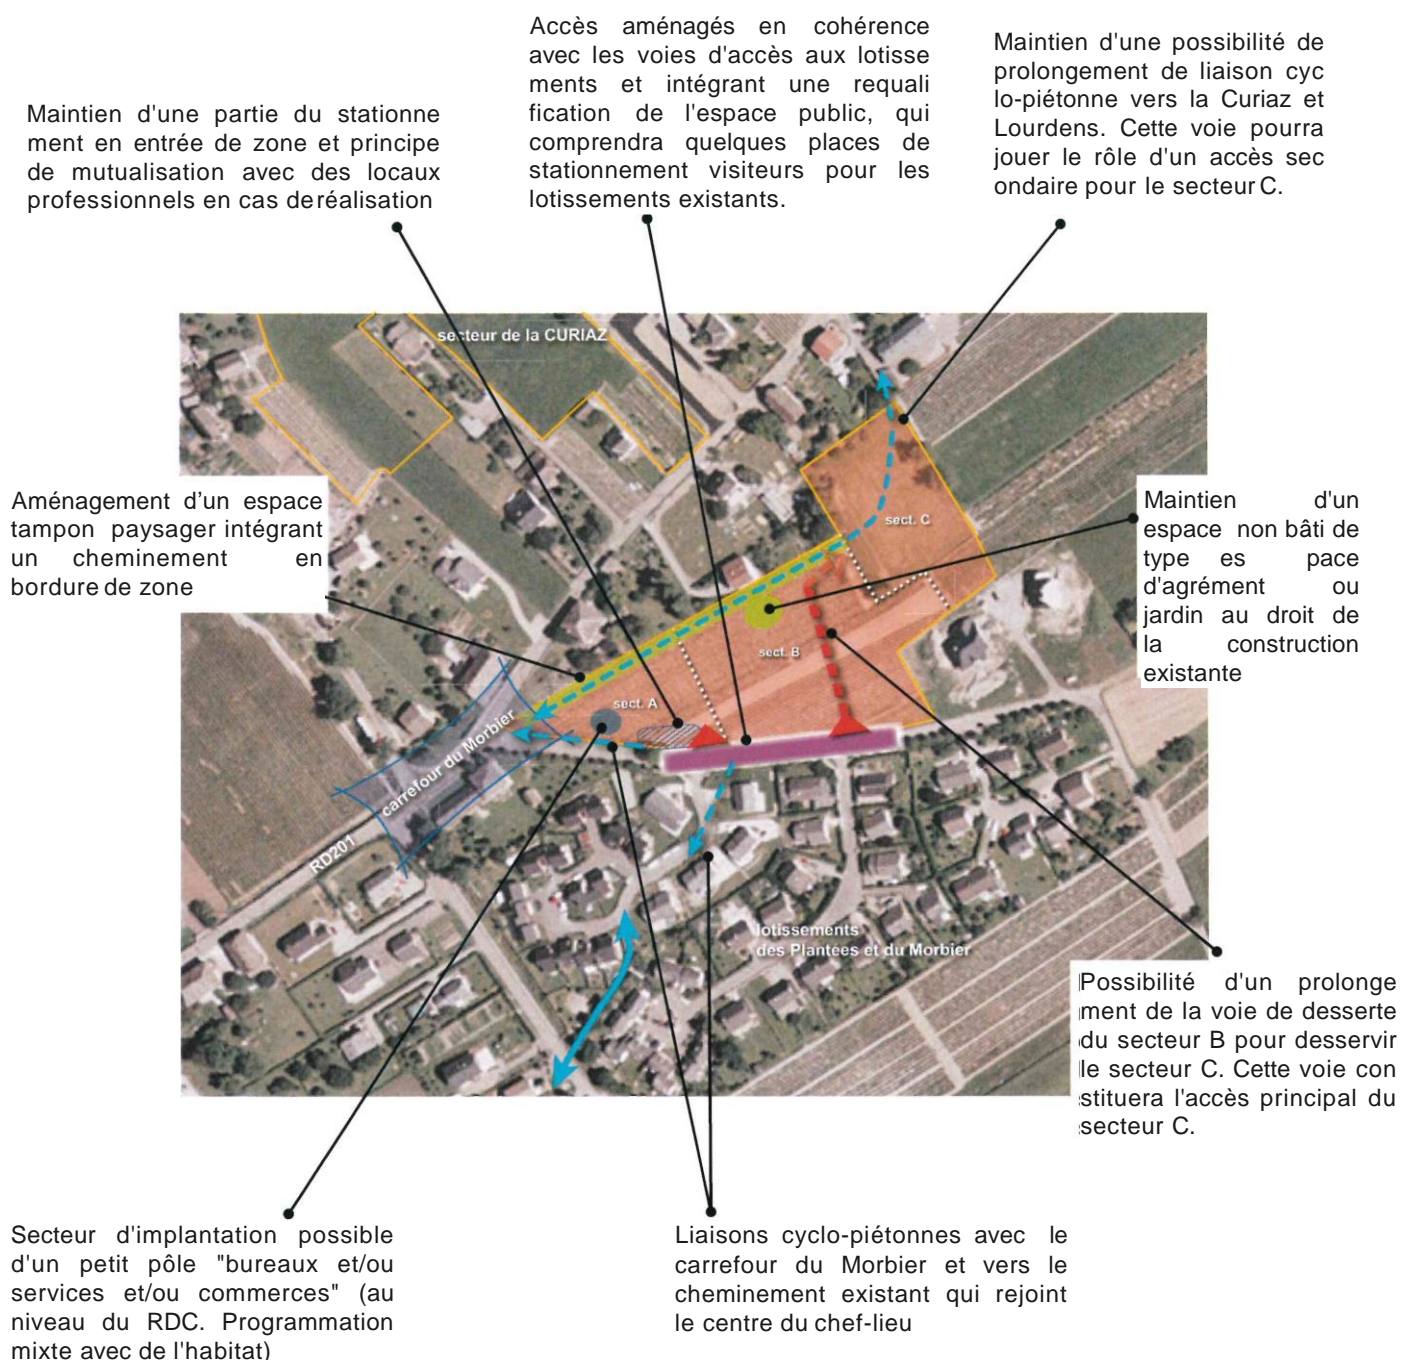 Accès aménagés en cohérence
avec les voies d'accès aux lotisse
ments et intégrant une requali
fication de l'espace public, qui
comprendra quelques places de
stationnement visiteurs pour les
lotissements existants.
Maintien d'une possibilité de
prolongement de liaison cyc
lo-piétonne vers la Curiaz et
Lourdens. Cette voie pourra
jouer le rôle d'un accès sec
ondaire pour le secteur C.
Maintien d'une partie du stationne
ment en entrée de zone et principe
de mutualisation avec des locaux
professionnels en cas de réalisation
secteur de la CURIAZ
Aménagement d'un espace
tampon paysager intégrant
un cheminement en
bordure de zone
Maintien d'un
espace non bâti de
type es pace
d'agrément ou
jardin au droit de
la construction
existante
sect. C
sect. B
sect. A
carrefour du Morbier
RD201
lotissements
des Plantées et du Morbier
Possibilité d'un prolonge
ment de la voie de desserte
du secteur B pour desservir
le secteur C. Cette voie con
stituera l'accès principal du
secteur C.
Secteur d'implantation possible
d'un petit pôle "bureaux et/ou
services et/ou commerces" (au
niveau du RDC. Programmation
mixte avec de l'habitat)
Liaisons cyclo-piétonnes avec le
carrefour du Morbier et vers le
cheminement existant qui rejoint
le centre du chef-lieu